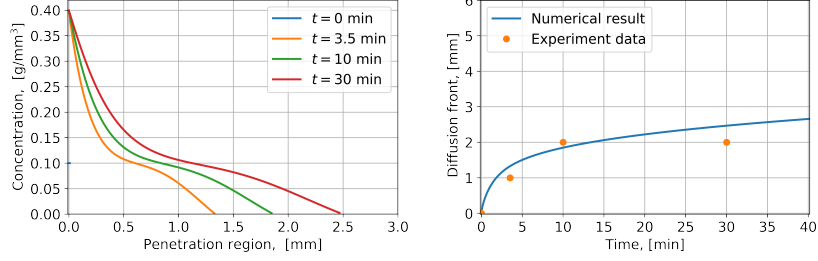 0.40
0.35
0.30
0.25
0.20
0.15
0.10
0.05
0.00
Concentration, [g/mm³]
t = 0 min
t = 3.5 min
t = 10 min
t = 30 min
0.0 0.5 1.0 1.5 2.0 2.5 3.0
Penetration region, [mm]
6
5
4
3
2
1
0
Diffusion front, [mm]
Numerical result
Experiment data
0 5 10 15 20 25 30 35 40
Time, [min]